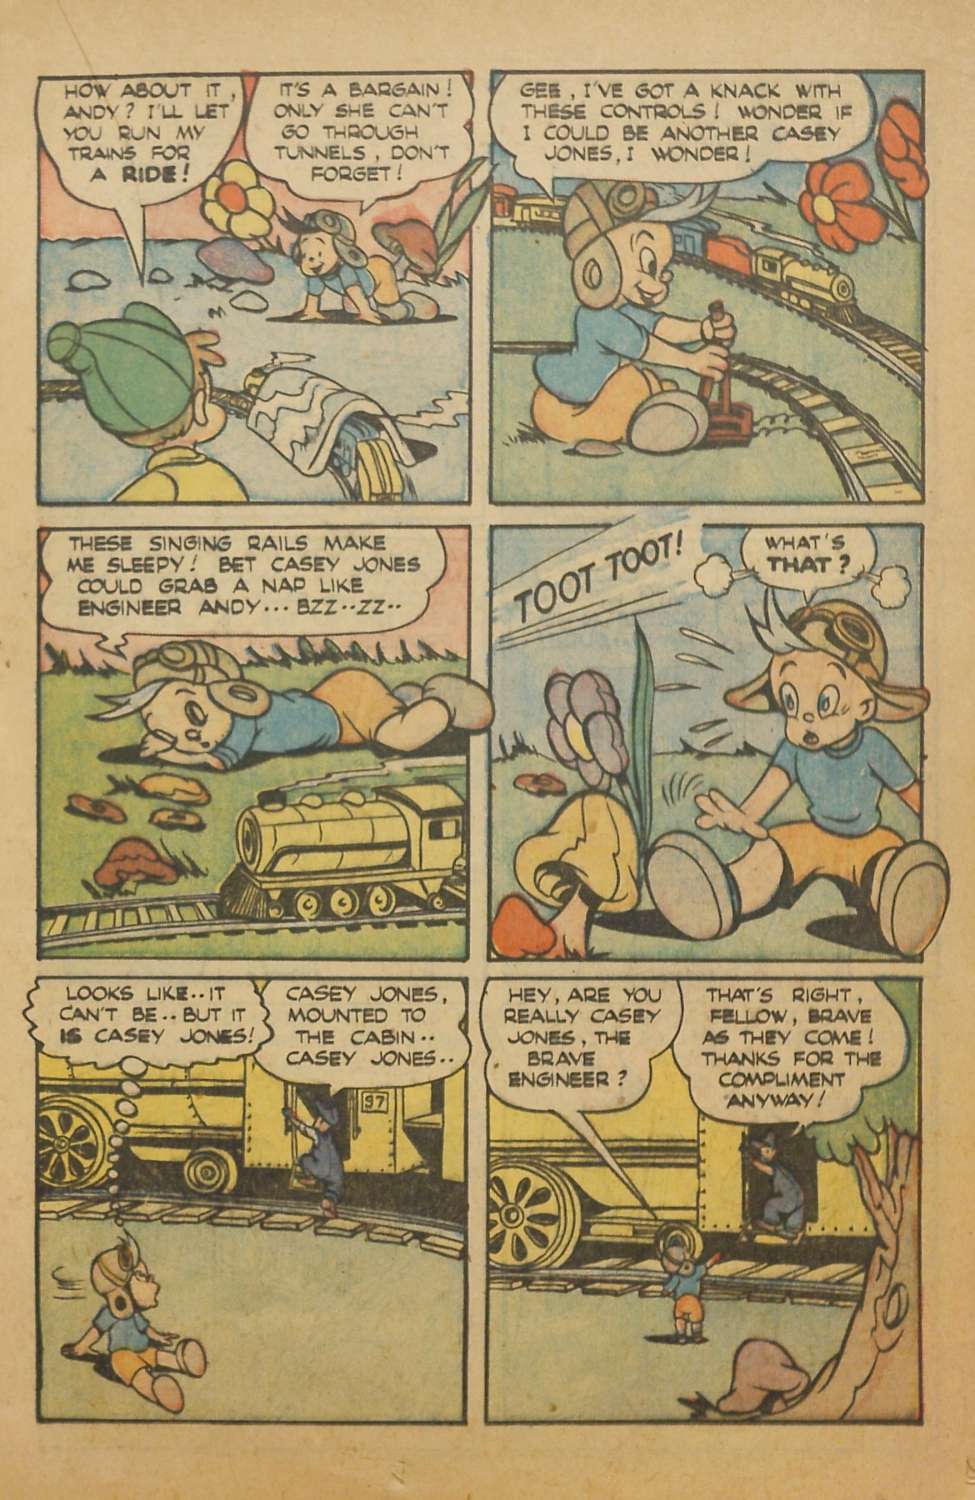 HOW ABOUT IT,
ANDY? I'LL LET
YOU RUN MY
TRAINS FOR
A RIDE!
IT'S A BARGAIN!
ONLY SHE CAN'T
GO THROUGH
TUNNELS, DON'T
FORGET!
GEE, I'VE GOT A KNACK WITH
THESE CONTROLS! WONDER IF
I COULD BE ANOTHER CASEY
JONES, I WONDER!
THESE SINGING RAILS MAKE
ME SLEEPY! BET CASEY JONES
COULD GRAB A NAP LIKE
ENGINEER ANDY... BZZ..ZZ..
TOOT TOOT!
WHAT'S
THAT?
LOOKS LIKE..IT
CAN'T BE.. BUT IT
IS CASEY JONES!
CASEY JONES,
MOUNTED TO
THE CABIN..
CASEY JONES..
97
HEY, ARE YOU
REALLY CASEY
JONES, THE
BRAVE
ENGINEER?
THAT'S RIGHT,
FELLOW, BRAVE
AS THEY COME!
THANKS FOR THE
COMPLIMENT
ANYWAY!